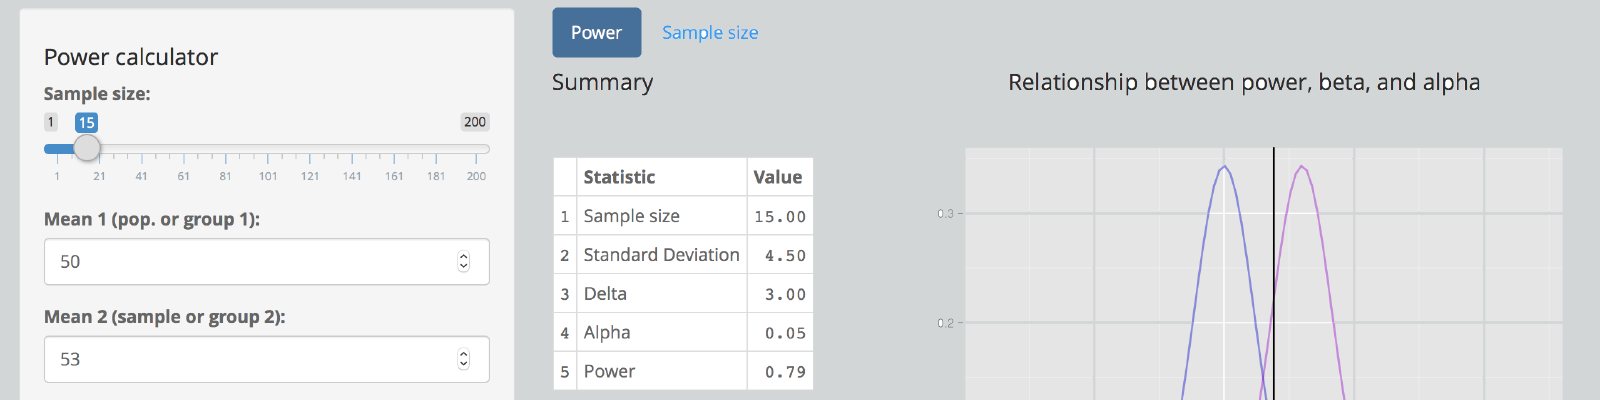 Power calculator
Sample size:
1 15 200
1 21 41 61 81 101 121 141 161 181 200
Mean 1 (pop. or group 1):
50
Mean 2 (sample or group 2):
53
Power Sample size
Summary
Statistic Value
1 Sample size 15.00
2 Standard Deviation 4.50
3 Delta 3.00
4 Alpha 0.05
5 Power 0.79
Relationship between power, beta, and alpha
0.3
0.2